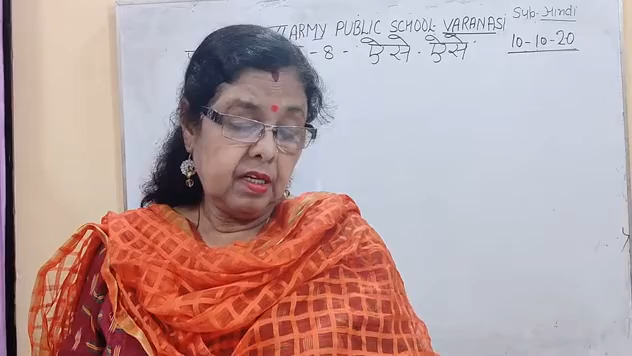 ARMY PUBLIC SCHOOL VARANASI
Sub- Hindi
10-10-20
-8- ऐसे - ऐसे